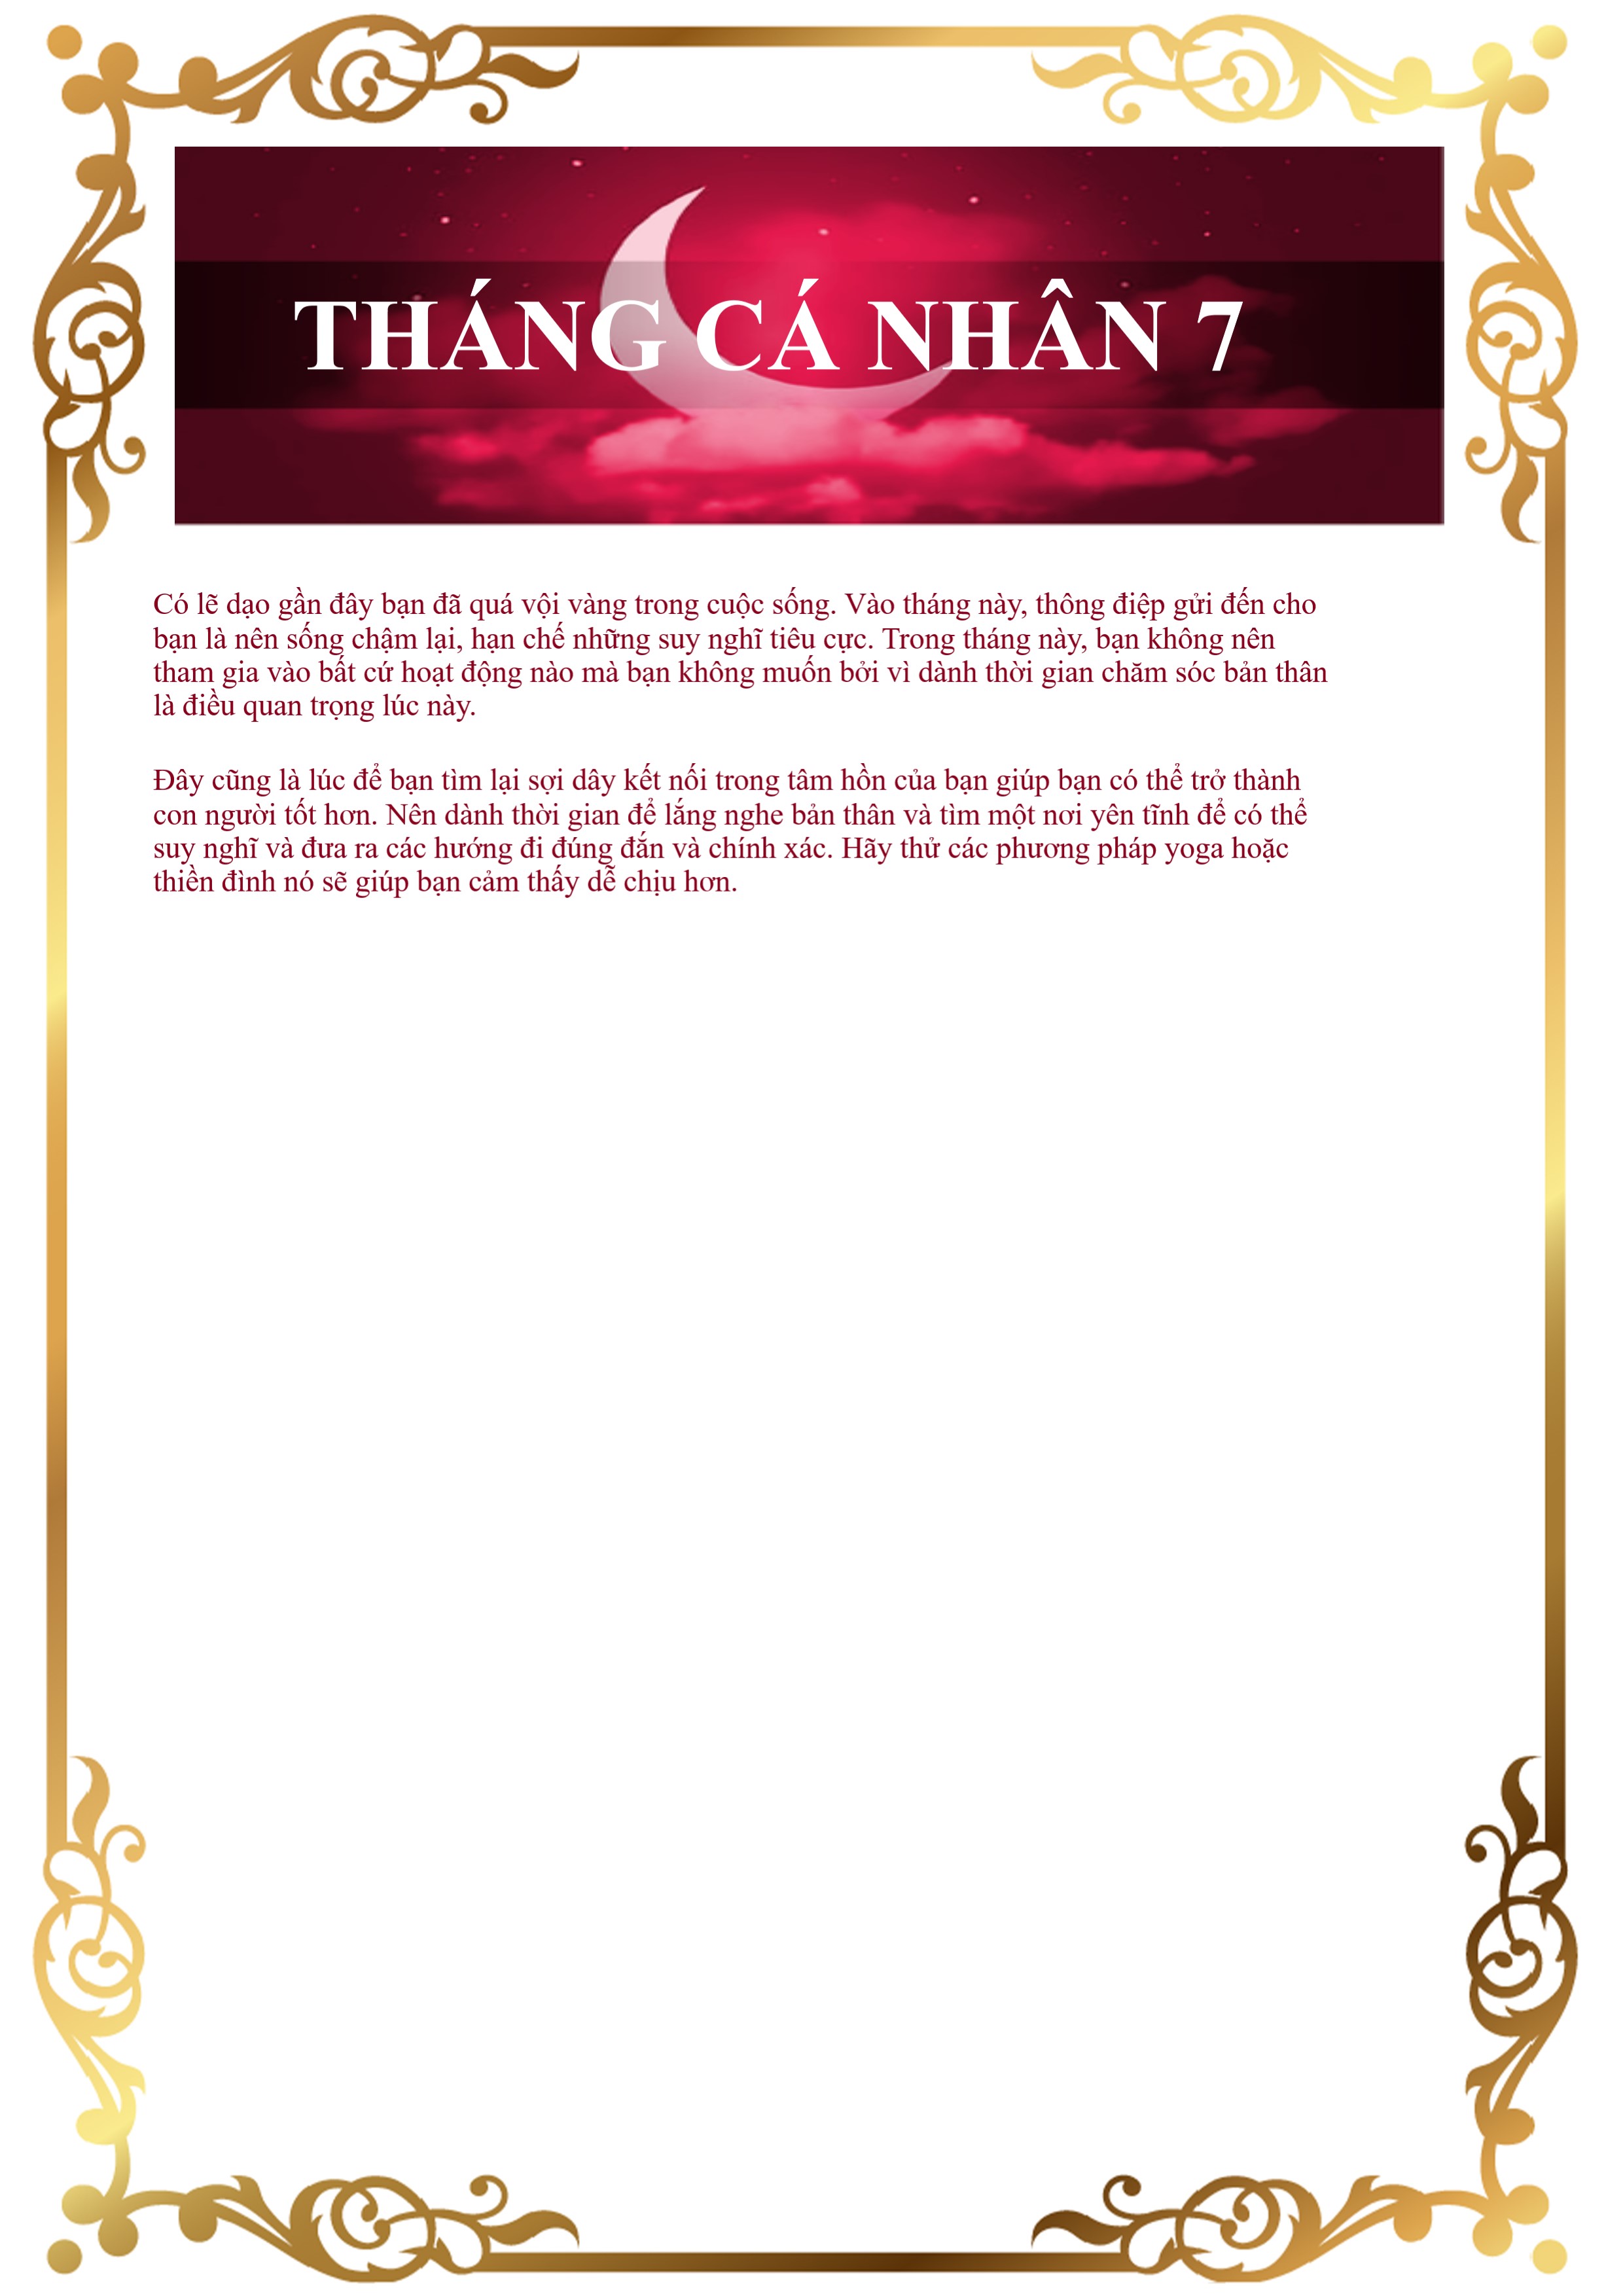 THÁNG CÁ NHÂN 7
Có lẽ dạo gần đây bạn đã quá vội vàng trong cuộc sống. Vào tháng này, thông điệp gửi đến cho
bạn là nên sống chậm lại, hạn chế những suy nghĩ tiêu cực. Trong tháng này, bạn không nên
tham gia vào bất cứ hoạt động nào mà bạn không muốn bởi vì dành thời gian chăm sóc bản thân
là điều quan trọng lúc này.
Đây cũng là lúc để bạn tìm lại sợi dây kết nối trong tâm hồn của bạn giúp bạn có thể trở thành
con người tốt hơn. Nên dành thời gian để lắng nghe bản thân và tìm một nơi yên tĩnh để có thể
suy nghĩ và đưa ra các hướng đi đúng đắn và chính xác. Hãy thử các phương pháp yoga hoặc
thiền đình nó sẽ giúp bạn cảm thấy dễ chịu hơn.